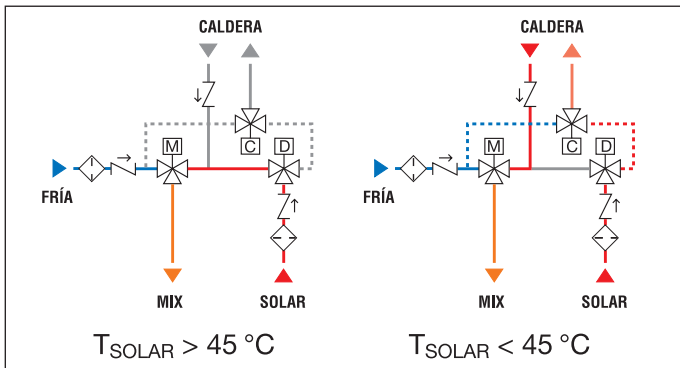 CALDERA
CALDERA
M
C
D
M
C
D
FRÍA
FRÍA
MIX
SOLAR
MIX
SOLAR
TSOLAR > 45 °C
TSOLAR < 45 °C